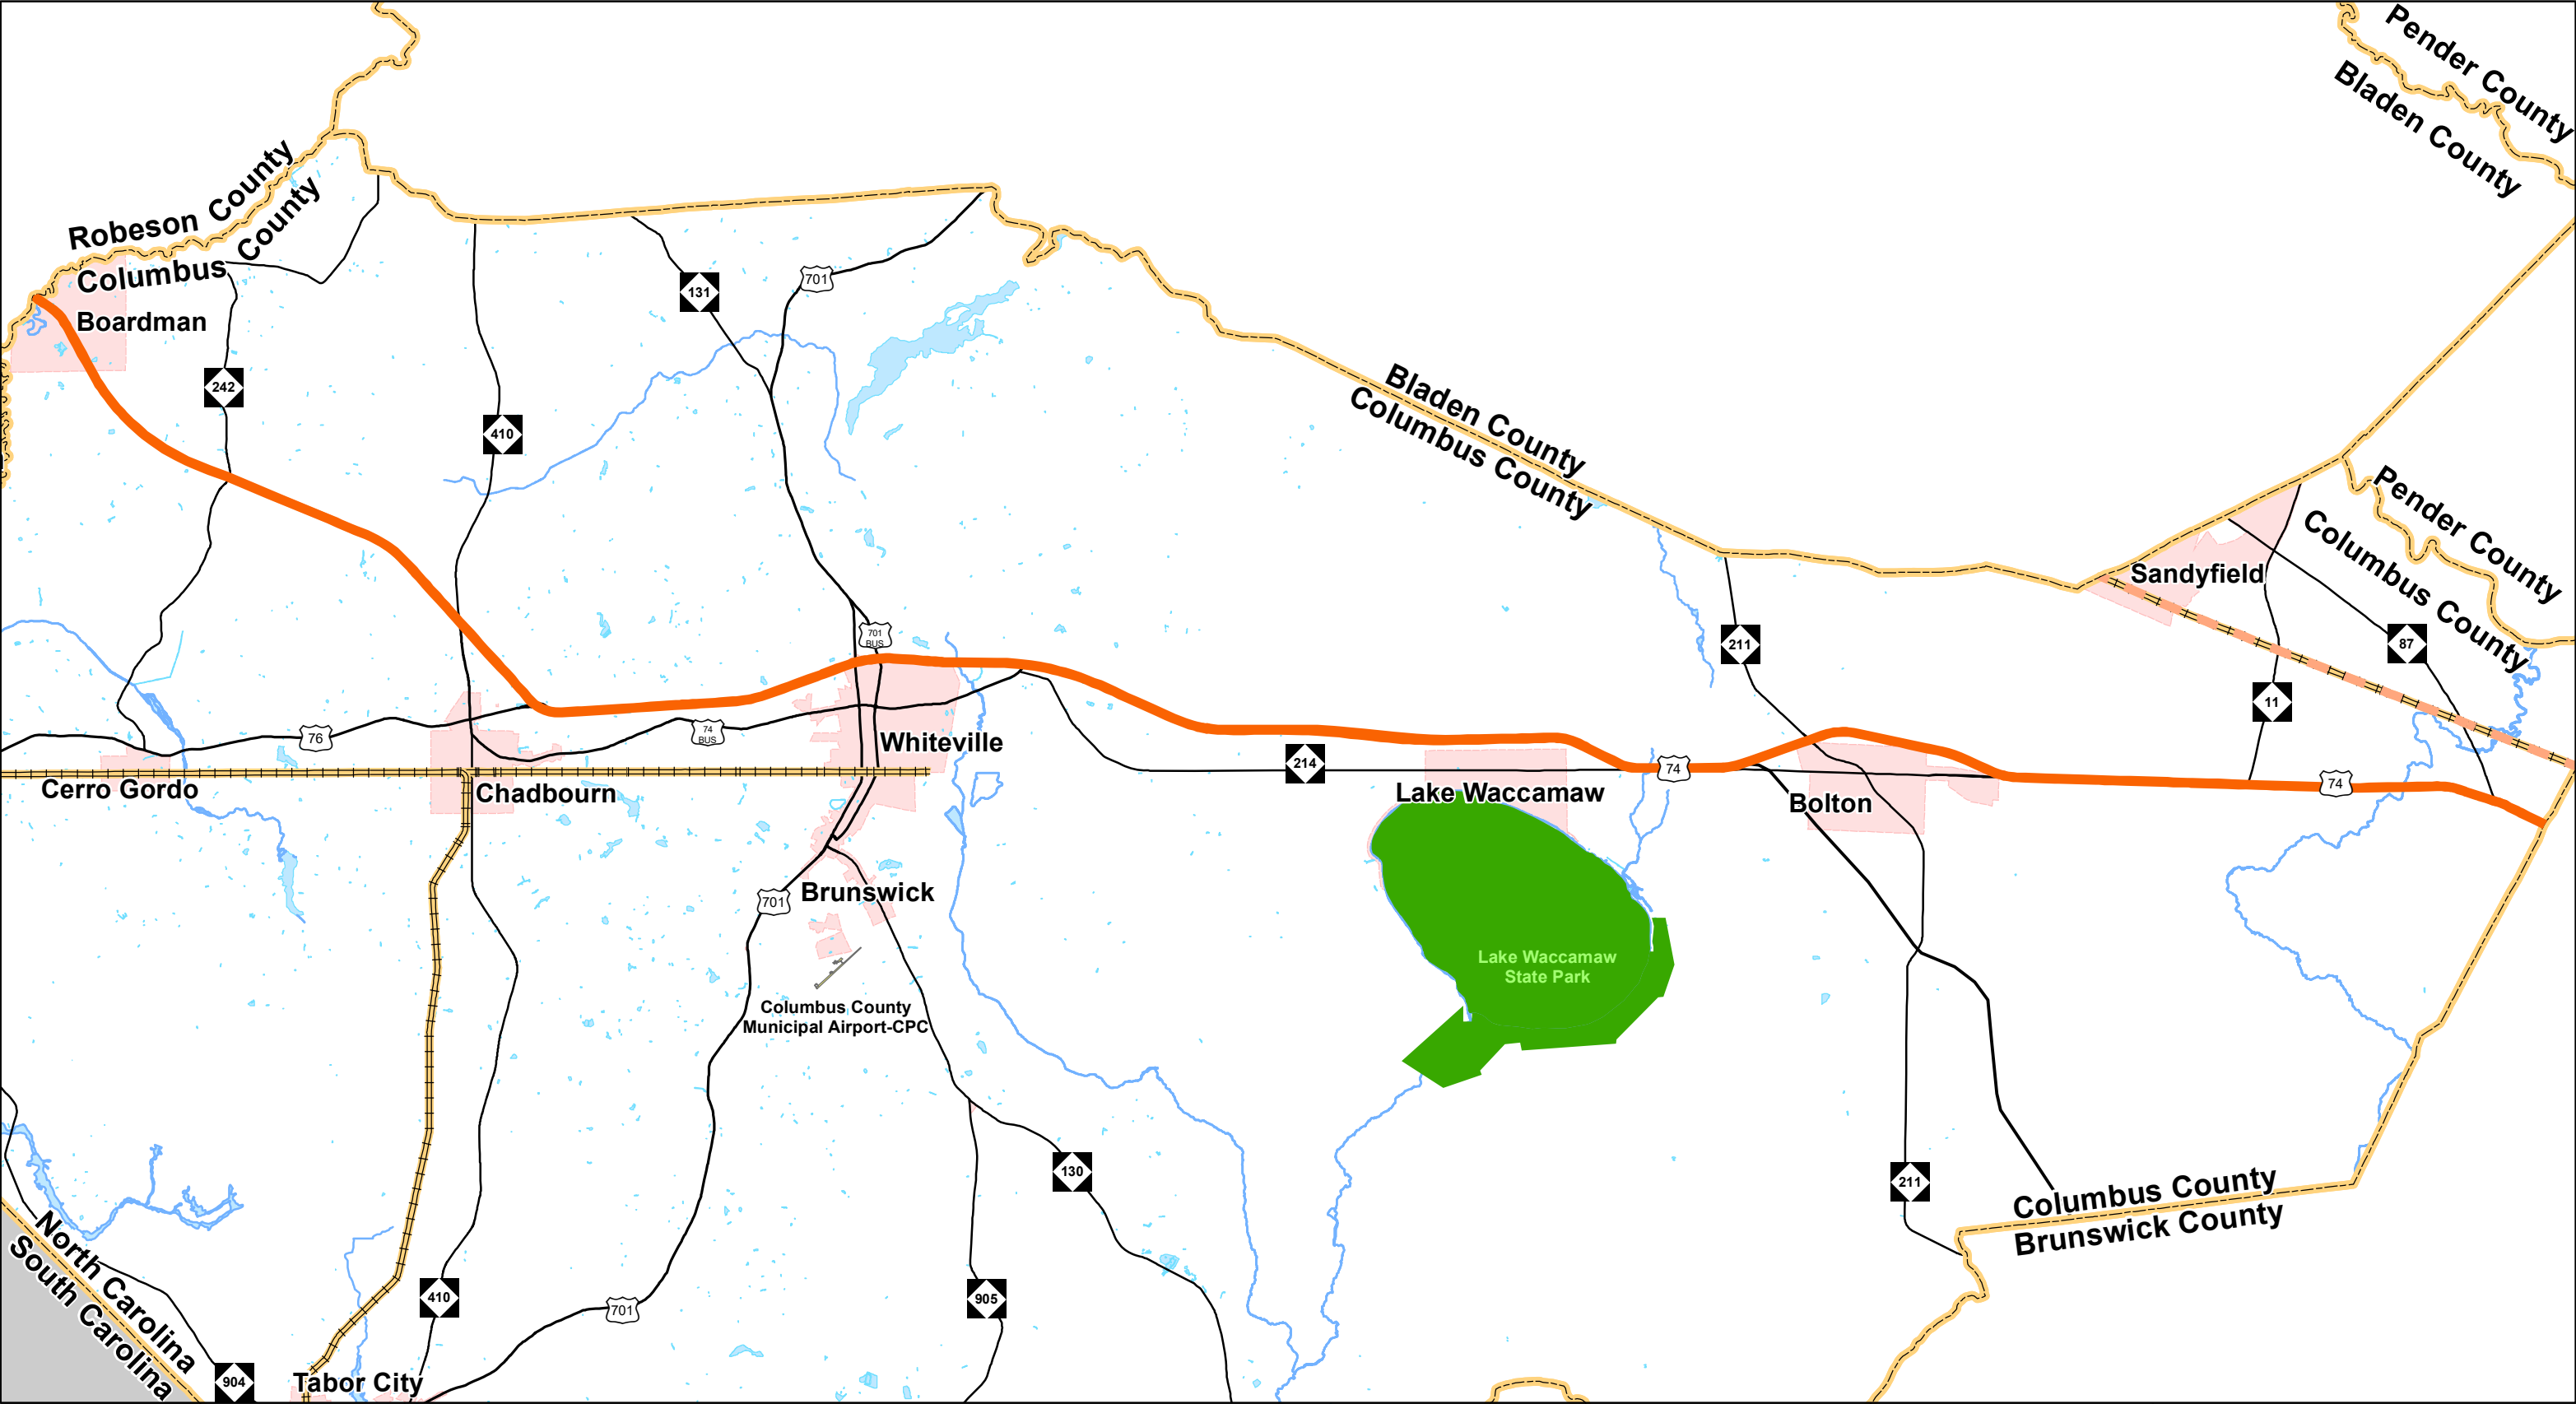 Pender County
Bladen County
Robeson County
Columbus County
Boardman
131
701
242
410
Bladen County
Columbus County
Pender County
Columbus County
Sandyfield
701
BUS
211
87
11
76
74
BUS
Whiteville
214
74
74
Cerro Gordo
Chadbourn
Lake Waccamaw
Bolton
701
Brunswick
Lake Waccamaw
State Park
Columbus County
Municipal Airport-CPC
130
211
Columbus County
Brunswick County
North Carolina
South Carolina
410
701
905
904
Tabor City